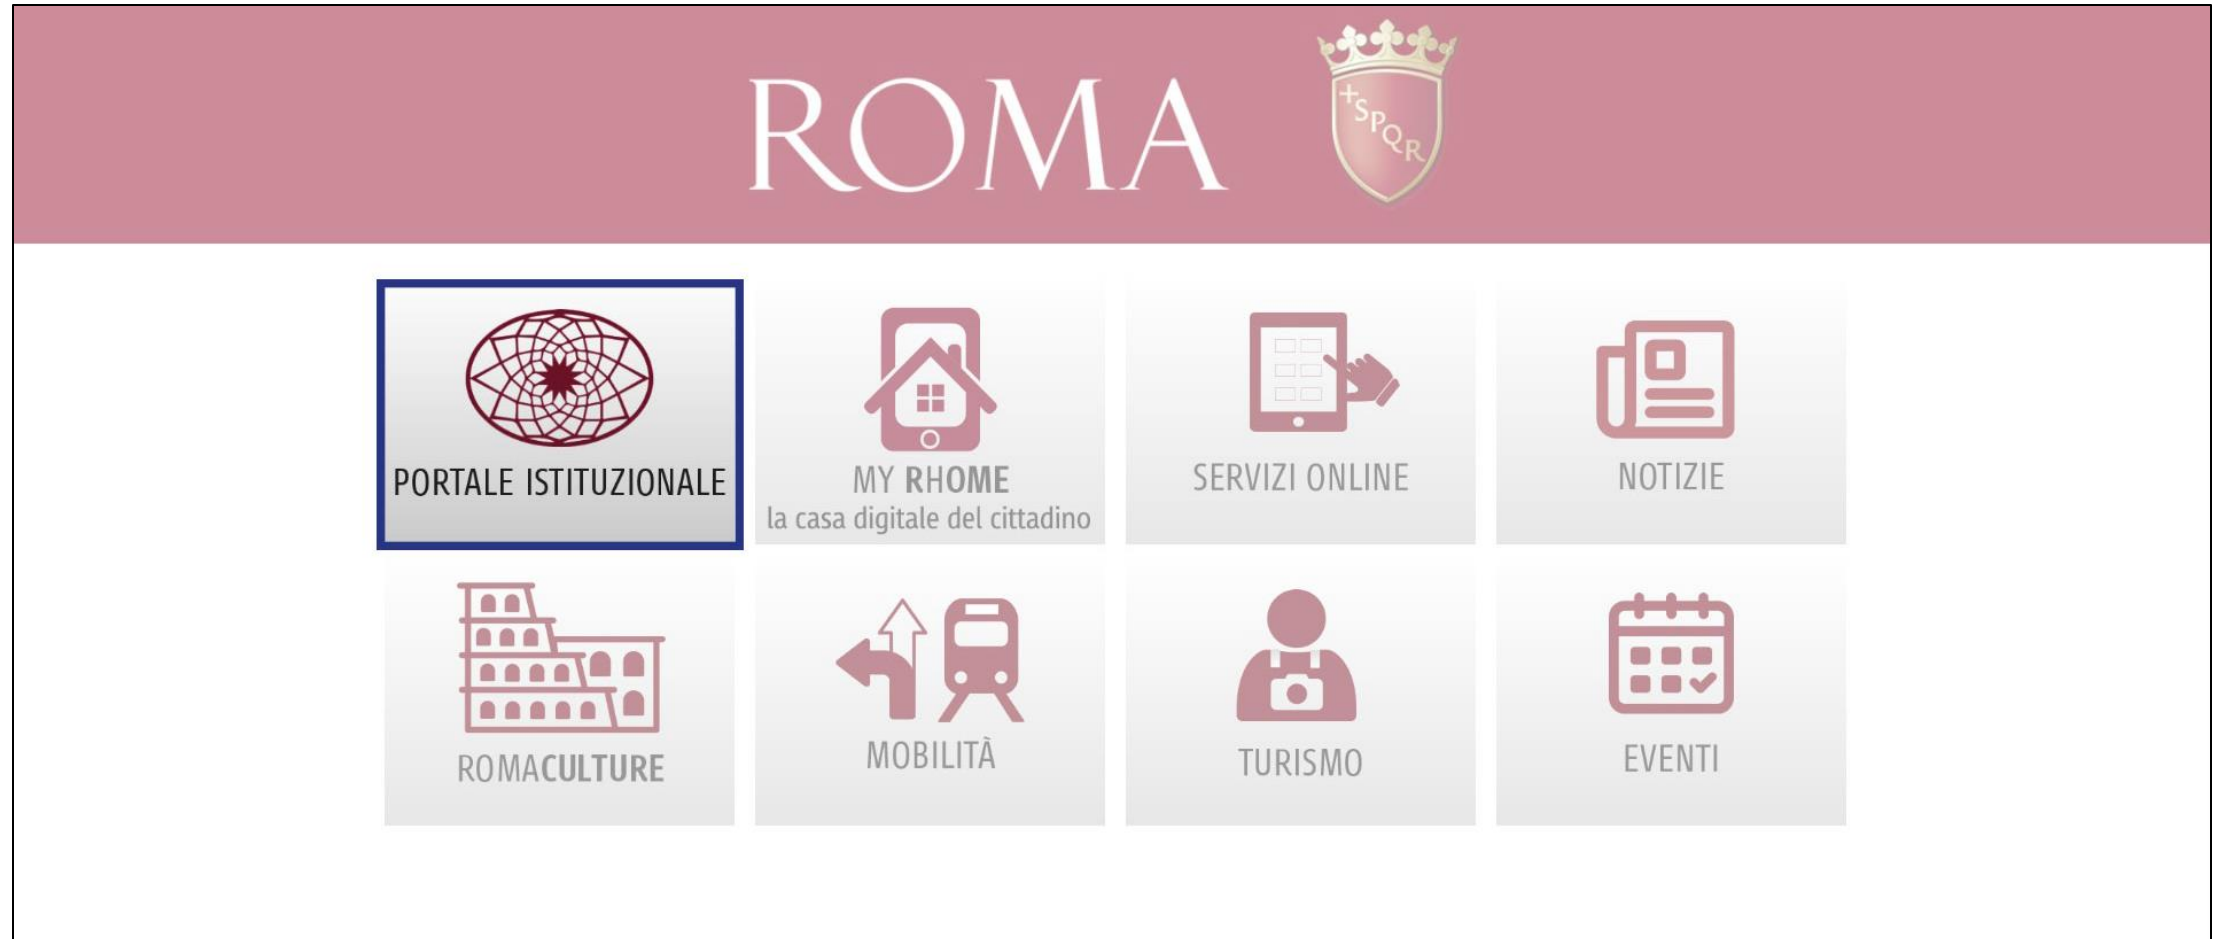 ROMA
+SPQR
PORTALE ISTITUZIONALE
MY RHOME
la casa digitale del cittadino
SERVIZI ONLINE
NOTIZIE
ROMACULTURE
MOBILITÀ
TURISMO
EVENTI